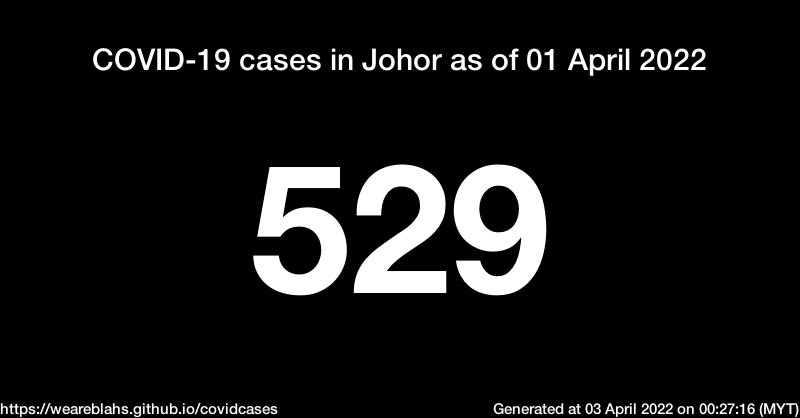 COVID-19 cases in Johor as of 01 April 2022
529
https://weareblahs.github.io/covidcases
Generated at 03 April 2022 on 00:27:16 (MYT)